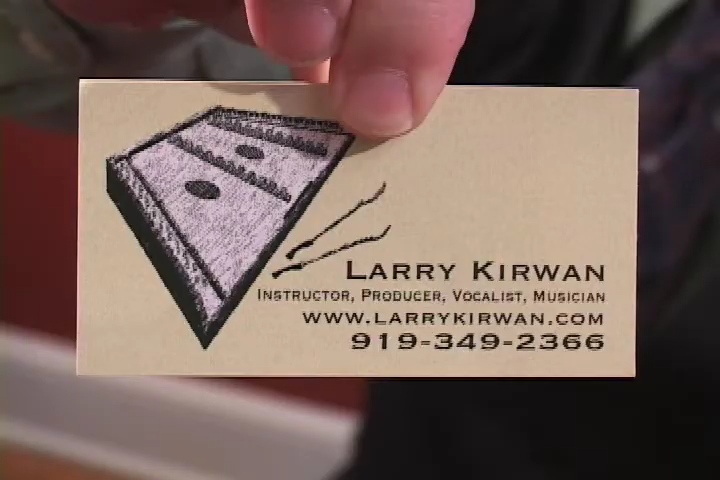 LARRY KIRWAN
INSTRUCTOR, PRODUCER, VOCALIST, MUSICIAN
WWW.LARRYKIRWAN.COM
919-349-2366